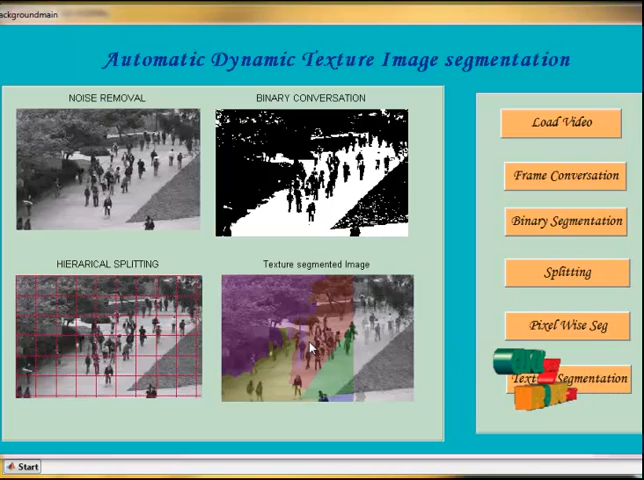 ackgroundmain
Automatic Dynamic Texture Image segmentation
NOISE REMOVAL
BINARY CONVERSATION
Load Video
Frame Conversation
Binary Segmentation
HIERARICAL SPLITTING
Texture segmented Image
Splitting
Pixel Wise Seg
Segmentation
Start